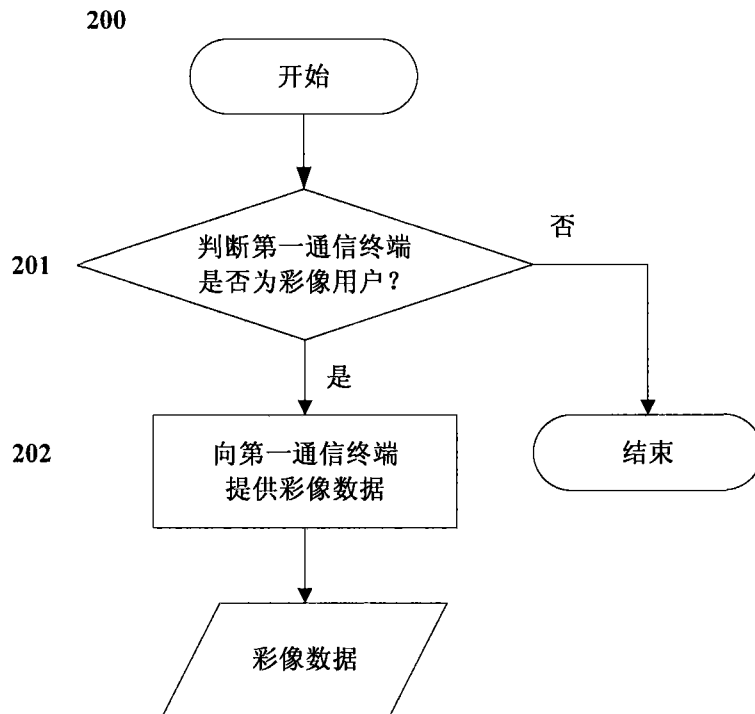 200
开始
201
判断第一通信终端
是否为彩像用户?
否
是
202
向第一通信终端
提供彩像数据
结束
彩像数据